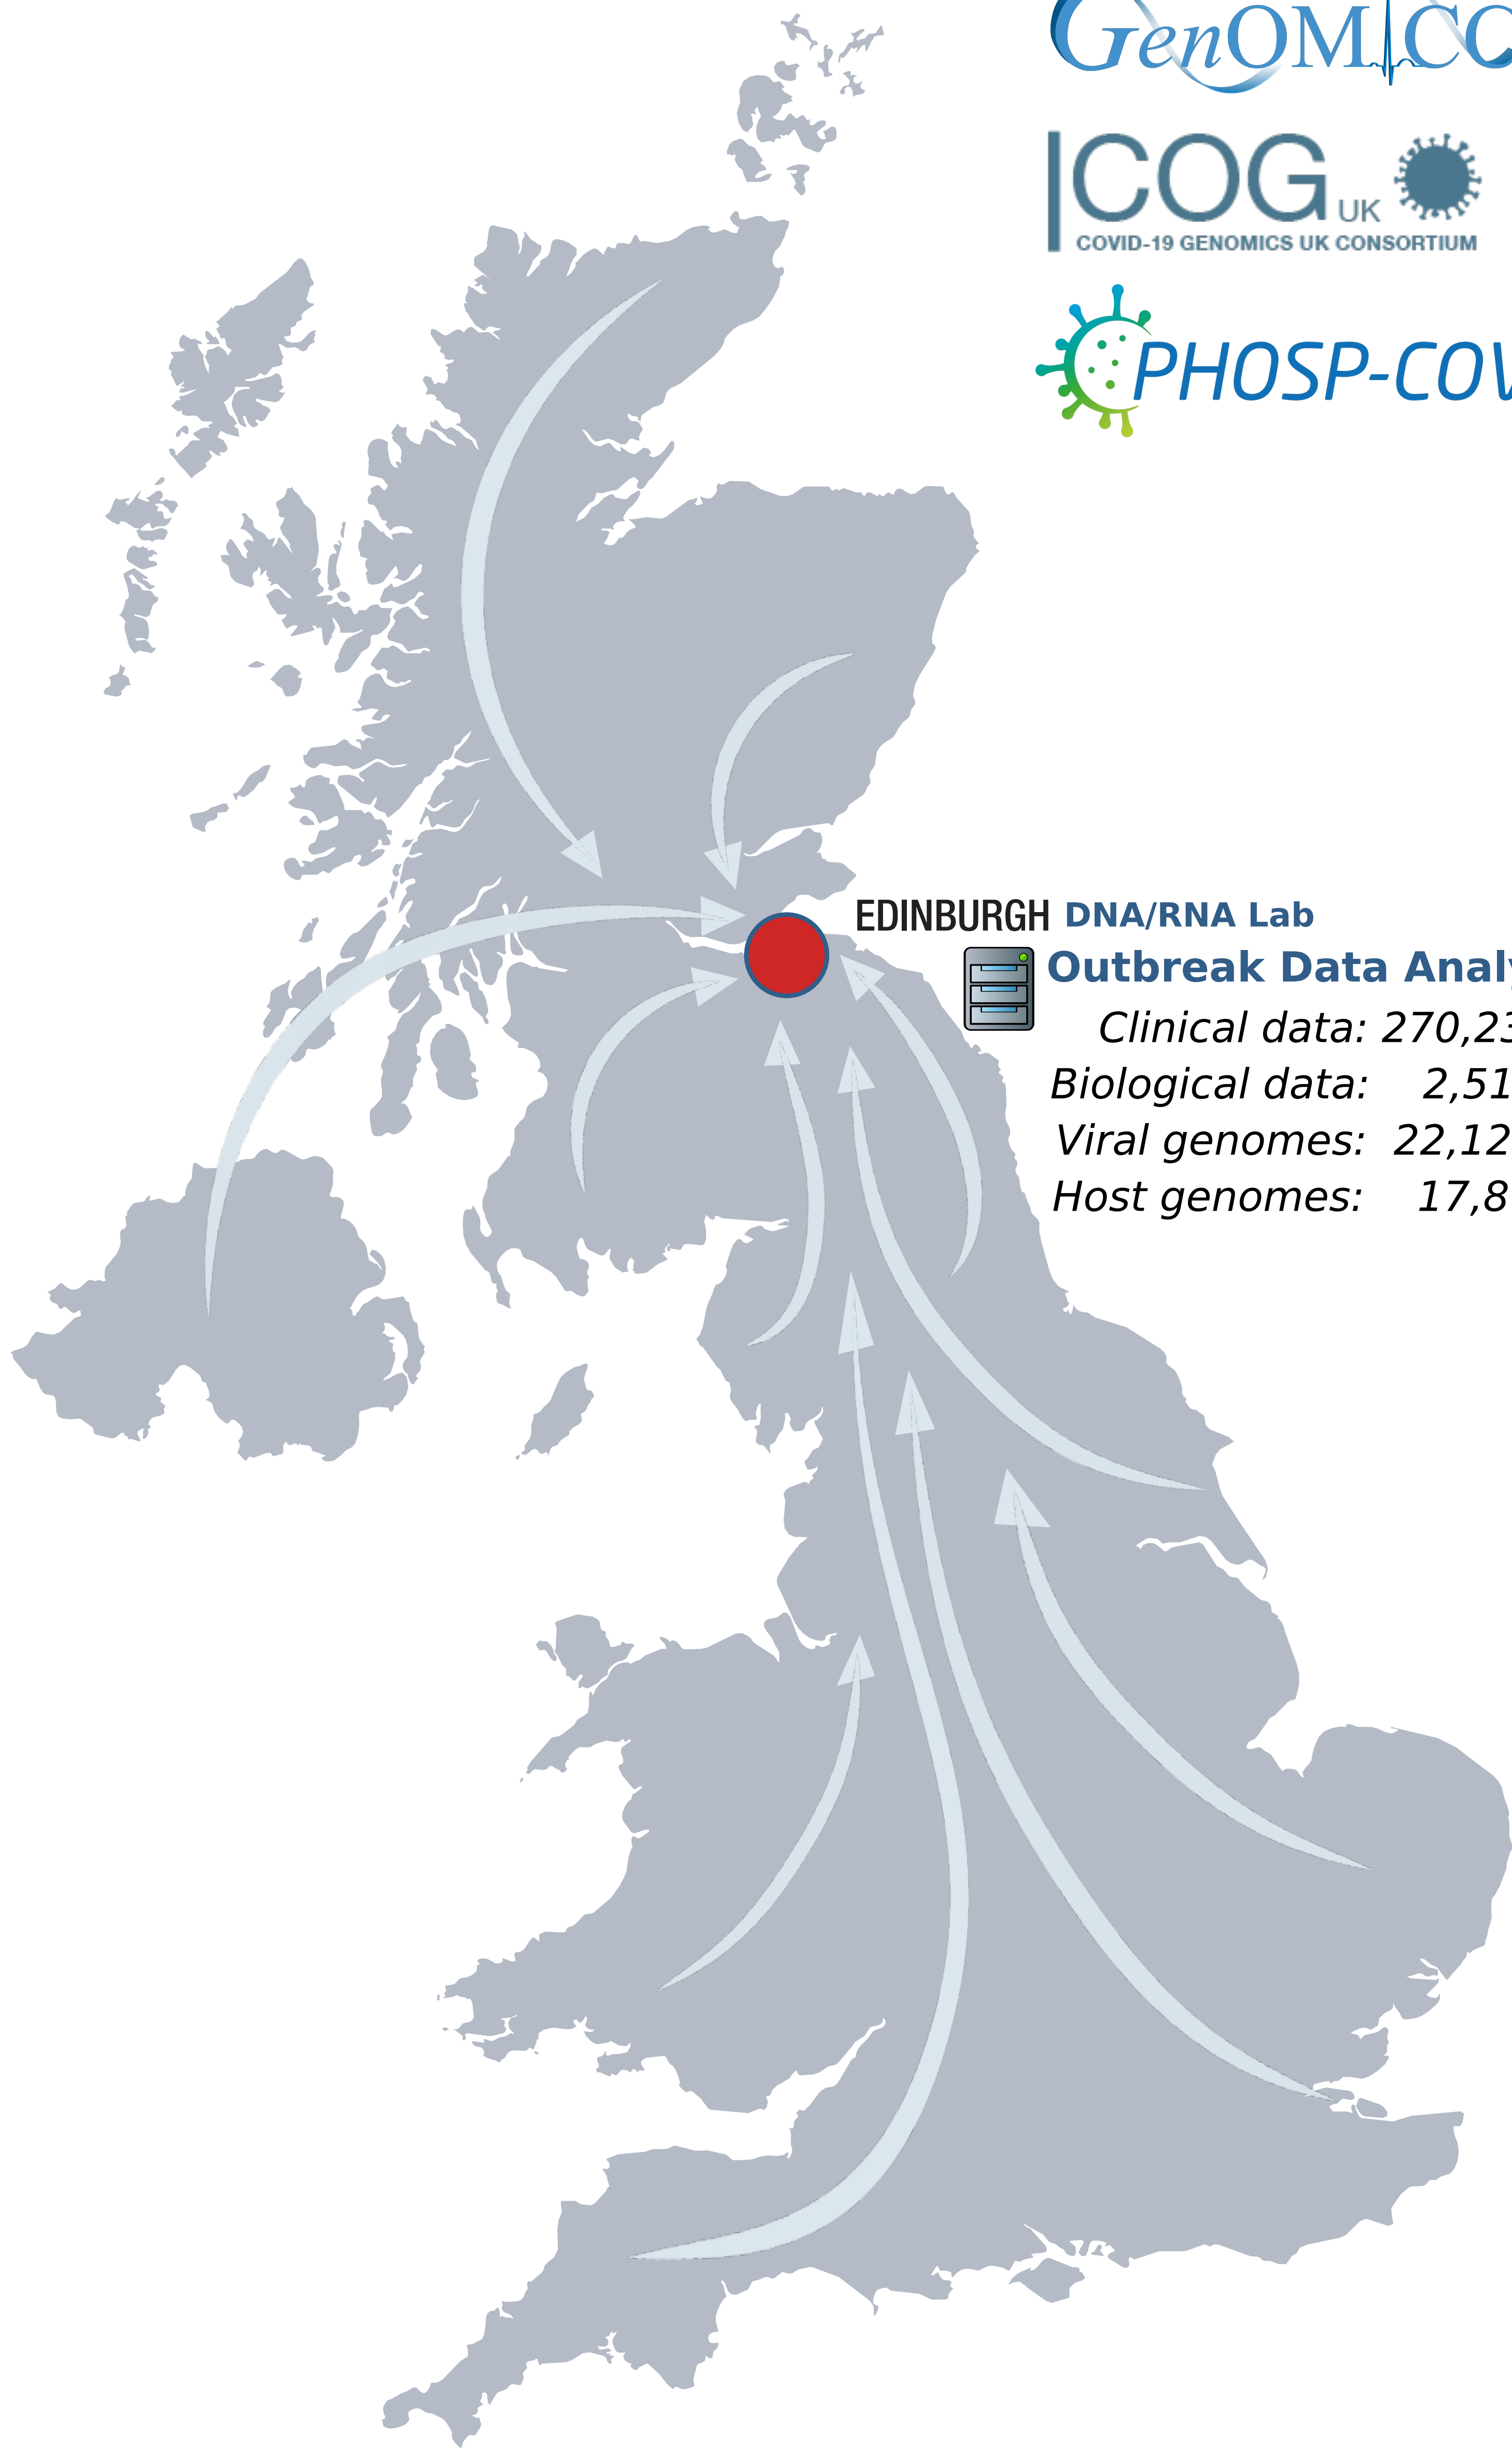 GenOMICC
COG UK
COVID-19 GENOMICS UK CONSORTIUM
PHOSP-COV
EDINBURGH DNA/RNA Lab
Outbreak Data Analy
Clinical data: 270,23
Biological data: 2,51
Viral genomes: 22,12
Host genomes: 17,8